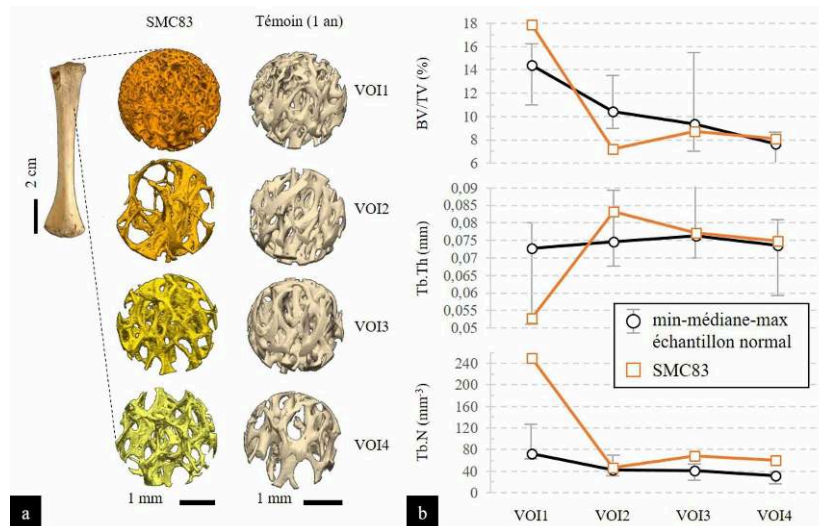 SMC83
Témoin (1 an)
VOI1
2 cm
VOI2
VOI3
VOI4
1 mm
1 mm
a
BV/TV (%)
18
16
14
12
10
8
6
Tb.Th (mm)
0,09
0,085
0,08
0,075
0,07
0,065
0,06
0,055
0,05
min-médiane-max
échantillon normal
SMC83
Tb.N (mm-3)
240
200
160
120
80
40
0
b
VOI1
VOI2
VOI3
VOI4